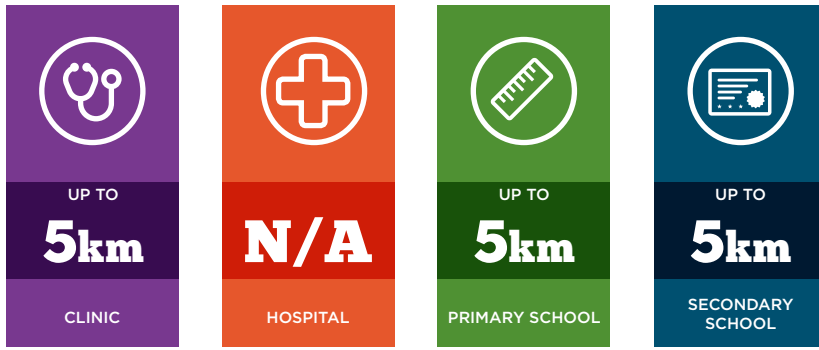 UP TO
5km
CLINIC
N/A
HOSPITAL
UP TO
5km
PRIMARY SCHOOL
UP TO
5km
SECONDARY
SCHOOL